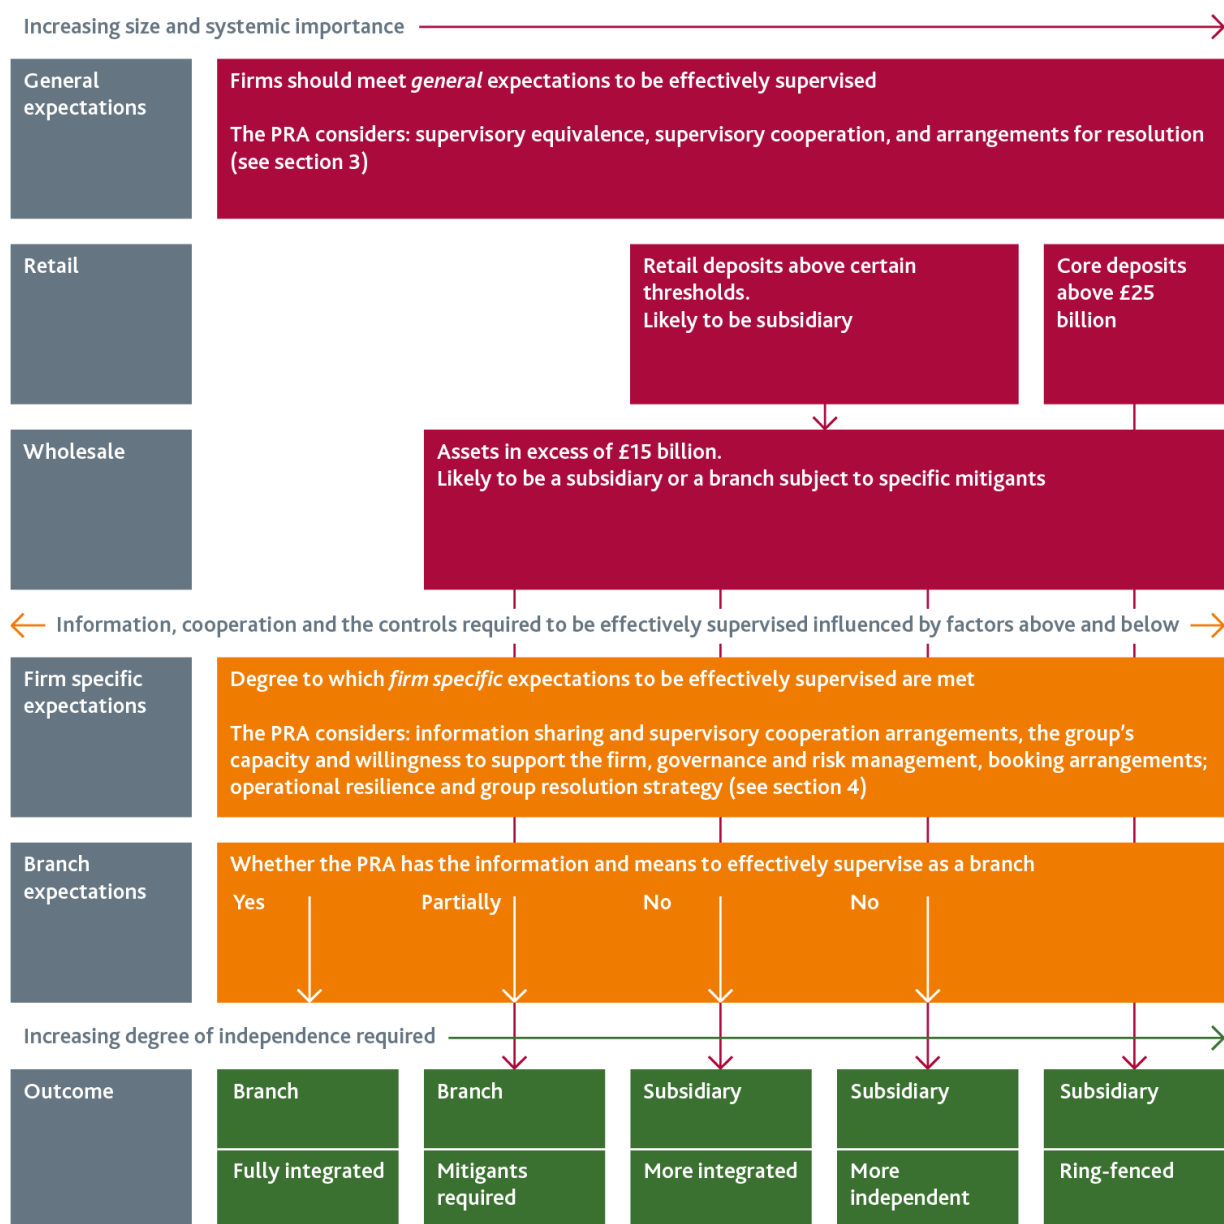 Increasing size and systemic importance
General
expectations
Firms should meet general expectations to be effectively supervised
The PRA considers: supervisory equivalence, supervisory cooperation, and arrangements for resolution
(see section 3)
Retail
Retail deposits above certain
thresholds.
Likely to be subsidiary
Core deposits
above £25
billion
Wholesale
Assets in excess of £15 billion.
Likely to be a subsidiary or a branch subject to specific mitigants
Information, cooperation and the controls required to be effectively supervised influenced by factors above and below
Firm specific
expectations
Degree to which firm specific expectations to be effectively supervised are met
The PRA considers: information sharing and supervisory cooperation arrangements, the group's
capacity and willingness to support the firm, governance and risk management, booking arrangements;
operational resilience and group resolution strategy (see section 4)
Branch
expectations
Whether the PRA has the information and means to effectively supervise as a branch
Yes
Partially
No
No
Increasing degree of independence required
Outcome
Branch
Fully integrated
Branch
Mitigants
required
Subsidiary
More integrated
Subsidiary
More
independent
Subsidiary
Ring-fenced